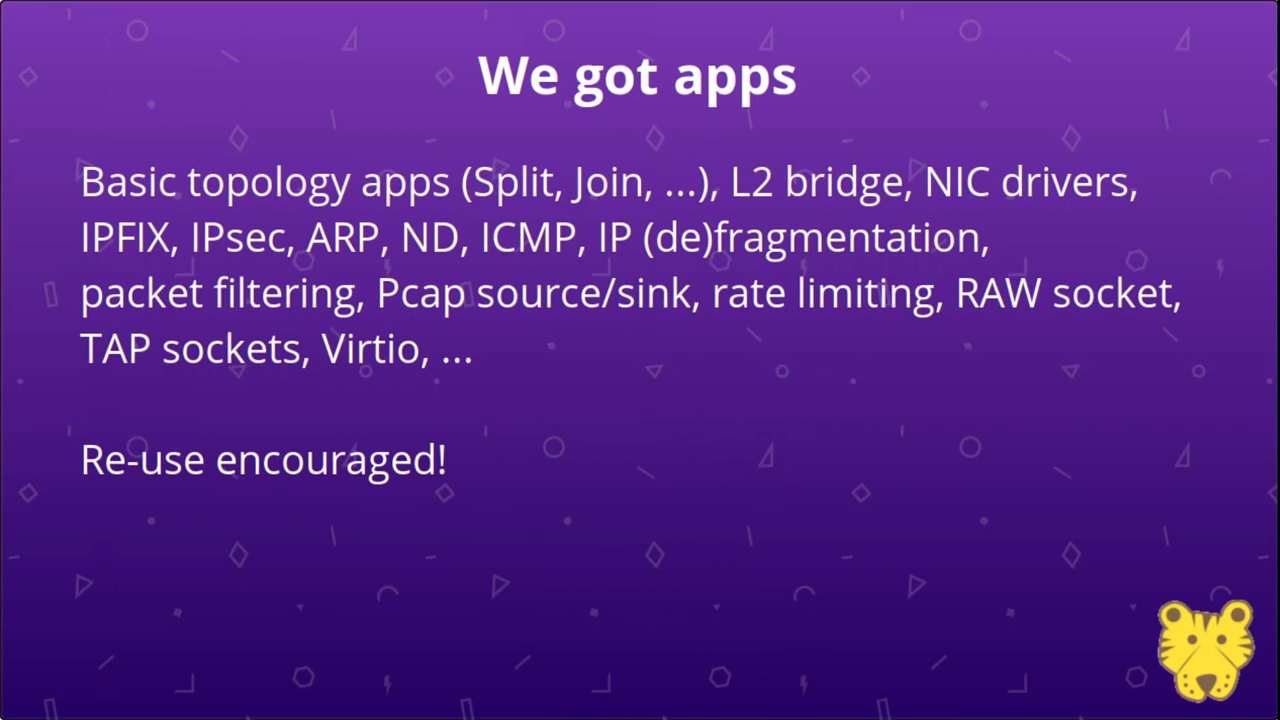 We got apps
Basic topology apps (Split, Join, ...), L2 bridge, NIC drivers,
IPFIX, IPsec, ARP, ND, ICMP, IP (de)fragmentation,
packet filtering, Pcap source/sink, rate limiting, RAW socket,
TAP sockets, Virtio, ...
Re-use encouraged!